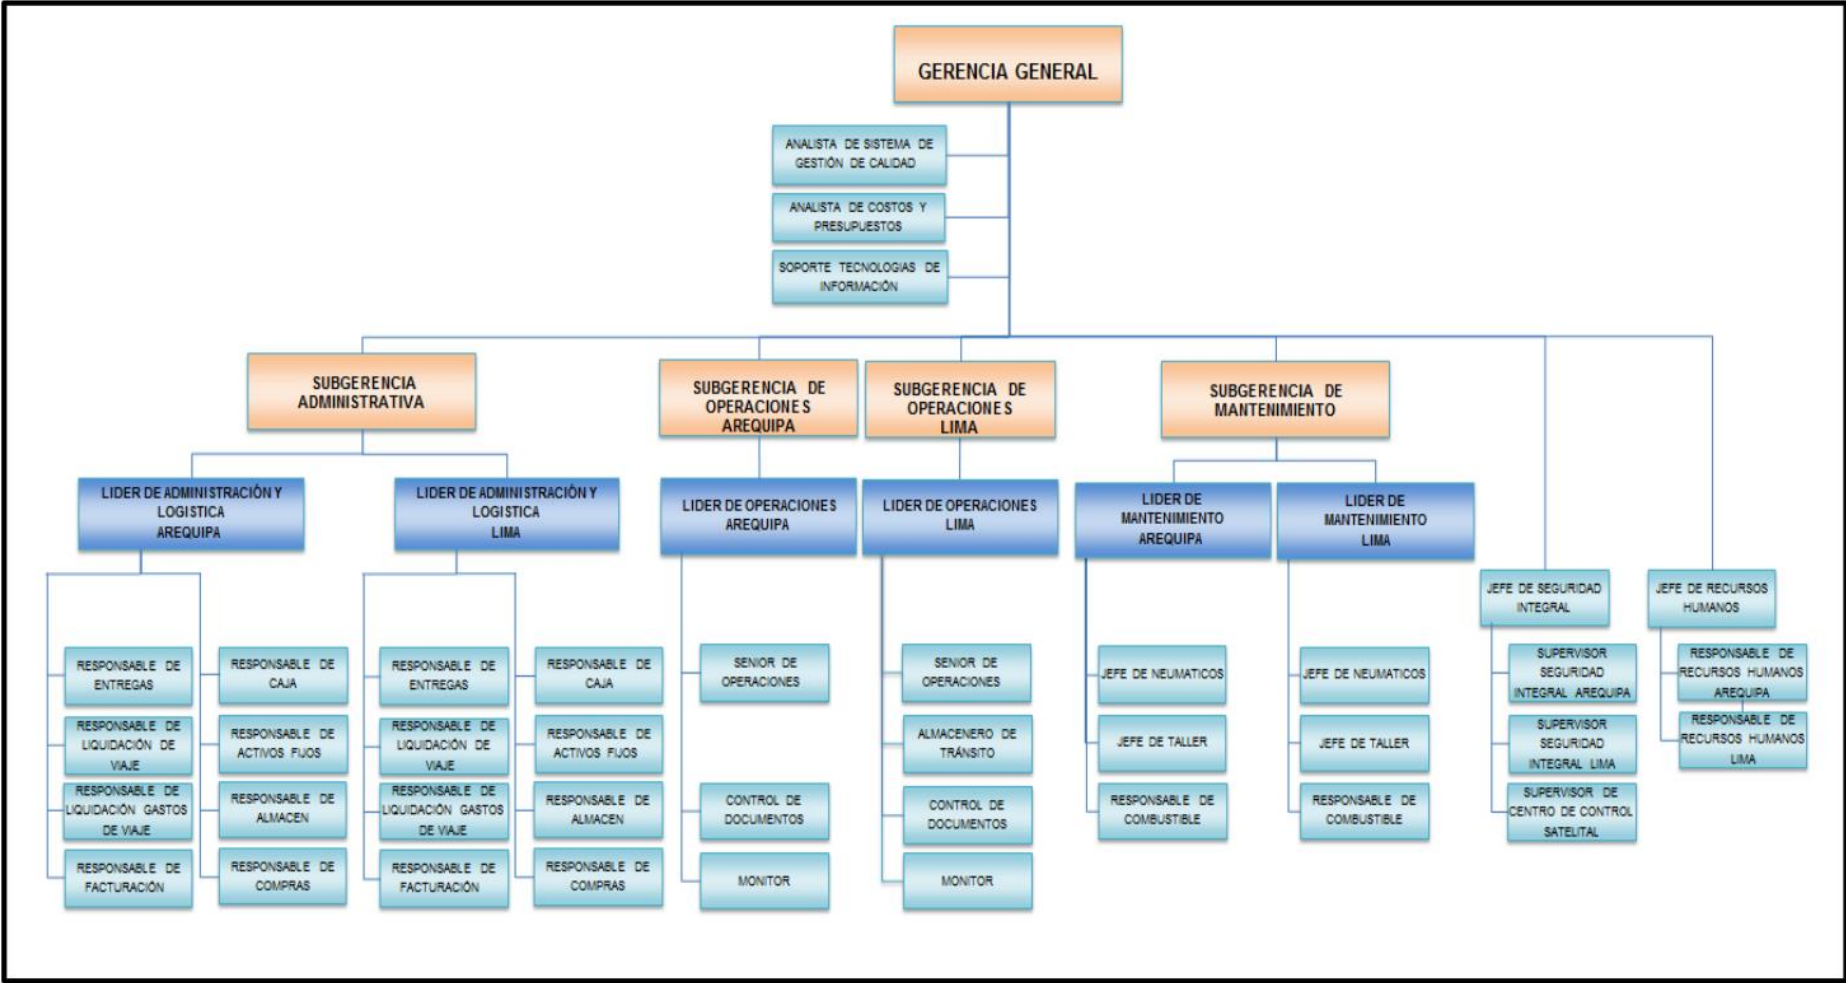 GERENCIA GENERAL
ANALISTA DE SISTEMA DE
GESTIÓN DE CALIDAD
ANALISTA DE COSTOS Y
PRESUPUESTOS
SOPORTE TECNOLOGIAS DE
INFORMACIÓN
SUBGERENCIA
ADMINISTRATIVA
SUBGERENCIA DE
OPERACIONES
AREQUIPA
SUBGERENCIA DE
OPERACIONES
LIMA
SUBGERENCIA DE
MANTENIMIENTO
LIDER DE ADMINISTRACIÓN Y
LOGISTICA
AREQUIPA
LIDER DE ADMINISTRACIÓN Y
LOGISTICA
LIMA
LIDER DE OPERACIONES
AREQUIPA
LIDER DE OPERACIONES
LIMA
LIDER DE
MANTENIMIENTO
AREQUIPA
LIDER DE
MANTENIMIENTO
LIMA
JEFE DE SEGURIDAD
INTEGRAL
JEFE DE RECURSOS
HUMANOS
RESPONSABLE DE
ENTREGAS
RESPONSABLE DE
LIQUIDACIÓN DE
VIAJE
RESPONSABLE DE
LIQUIDACIÓN GASTOS
DE VIAJE
RESPONSABLE DE
FACTURACIÓN
RESPONSABLE DE
CAJA
RESPONSABLE DE
ACTIVOS FIJOS
RESPONSABLE DE
ALMACEN
RESPONSABLE DE
COMPRAS
RESPONSABLE DE
ENTREGAS
RESPONSABLE DE
LIQUIDACIÓN DE
VIAJE
RESPONSABLE DE
LIQUIDACIÓN GASTOS
DE VIAJE
RESPONSABLE DE
FACTURACIÓN
RESPONSABLE DE
CAJA
RESPONSABLE DE
ACTIVOS FIJOS
RESPONSABLE DE
ALMACEN
RESPONSABLE DE
COMPRAS
SENIOR DE
OPERACIONES
CONTROL DE
DOCUMENTOS
MONITOR
SENIOR DE
OPERACIONES
ALMACENERO DE
TRÁNSITO
CONTROL DE
DOCUMENTOS
MONITOR
JEFE DE NEUMATICOS
JEFE DE TALLER
RESPONSABLE DE
COMBUSTIBLE
JEFE DE NEUMATICOS
JEFE DE TALLER
RESPONSABLE DE
COMBUSTIBLE
SUPERVISOR
SEGURIDAD
INTEGRAL AREQUIPA
SUPERVISOR
SEGURIDAD
INTEGRAL LIMA
SUPERVISOR DE
CENTRO DE CONTROL
SATELITAL
RESPONSABLE DE
RECURSOS HUMANOS
AREQUIPA
RESPONSABLE DE
RECURSOS HUMANOS
LIMA